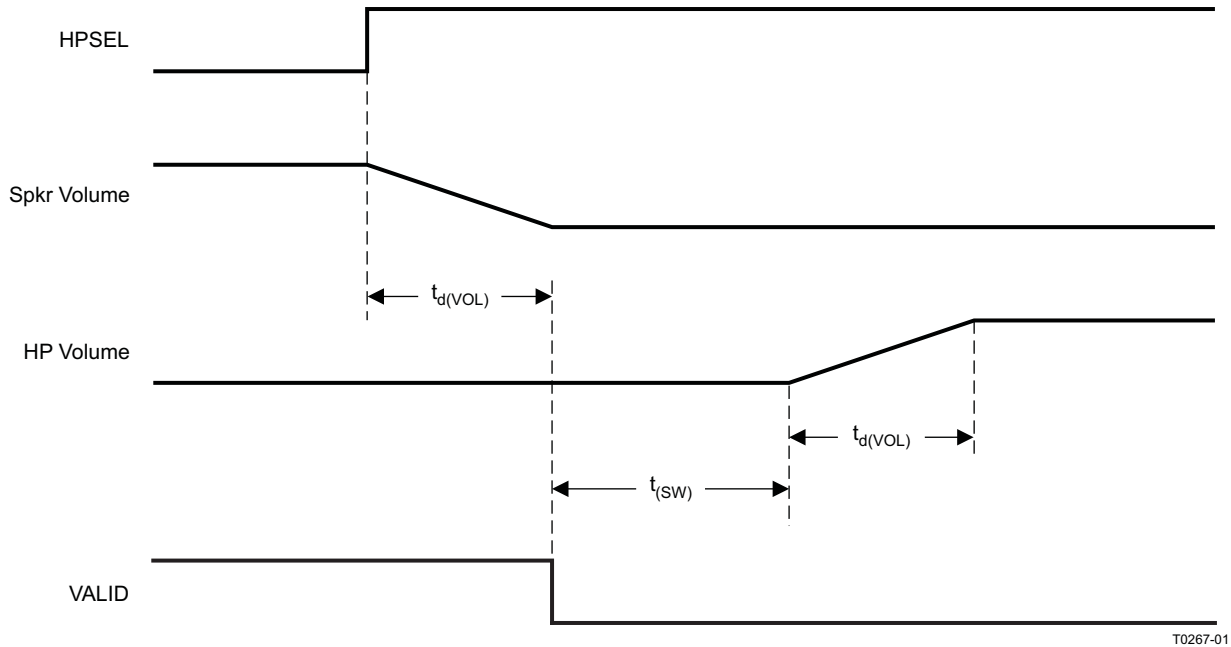 HPSEL
Spkr Volume
td(VOL)
HP Volume
td(VOL)
t(SW)
VALID
T0267-01